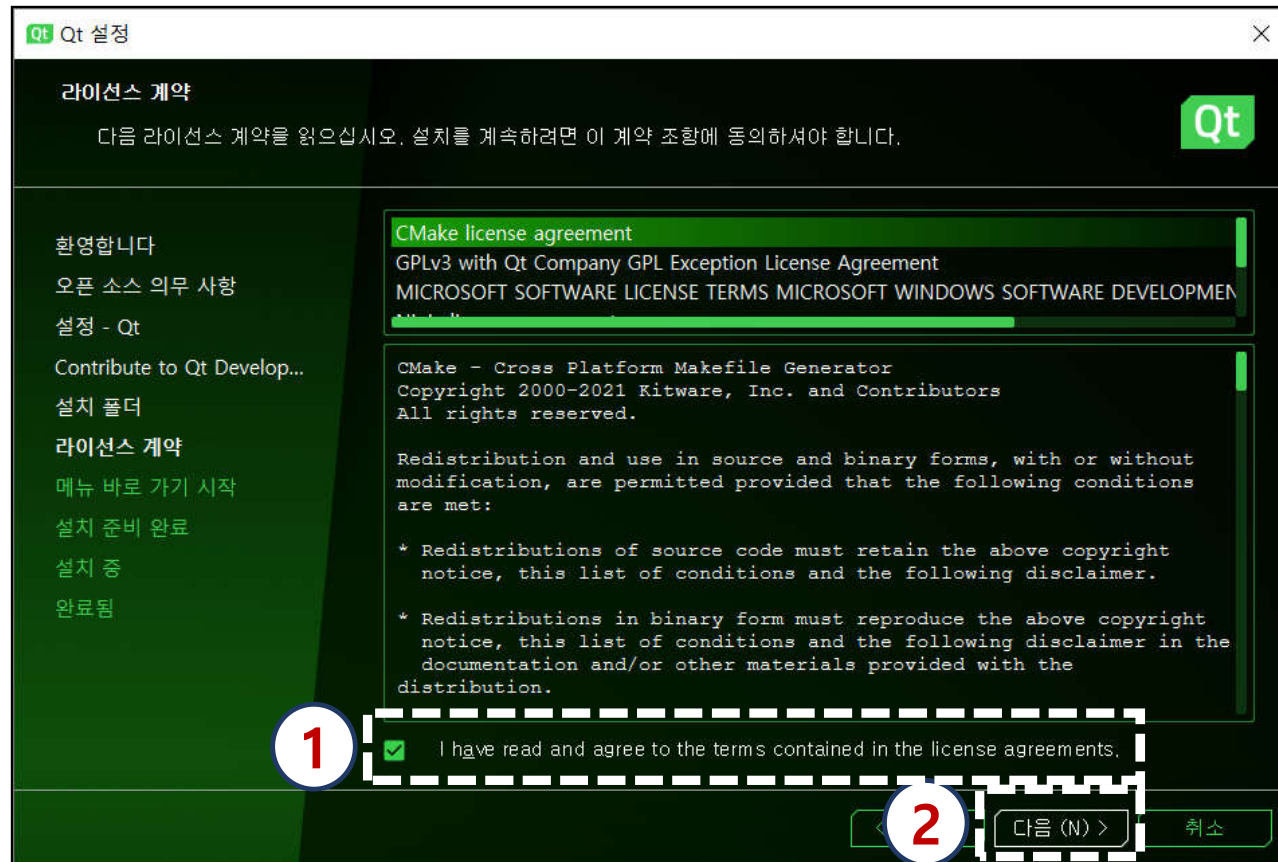 Qt Qt 설정
라이선스 계약
다음 라이선스 계약을 읽으십시오. 설치를 계속하려면 이 계약 조항에 동의하셔야 합니다.
Qt
환영합니다
오픈 소스 의무 사항
설정 - Qt
Contribute to Qt Develop...
설치 폴더
라이선스 계약
메뉴 바로 가기 시작
설치 준비 완료
설치 중
완료됨
CMake license agreement
GPLv3 with Qt Company GPL Exception License Agreement
MICROSOFT SOFTWARE LICENSE TERMS MICROSOFT WINDOWS SOFTWARE DEVELOPMEN
CMake - Cross Platform Makefile Generator
Copyright 2000-2021 Kitware, Inc. and Contributors
All rights reserved.
Redistribution and use in source and binary forms, with or without
modification, are permitted provided that the following conditions
are met:
* Redistributions of source code must retain the above copyright
notice, this list of conditions and the following disclaimer.
* Redistributions in binary form must reproduce the above copyright
notice, this list of conditions and the following disclaimer in the
documentation and/or other materials provided with the
distribution.
1
I have read and agree to the terms contained in the license agreements.
2
<
다음 (N) >
취소